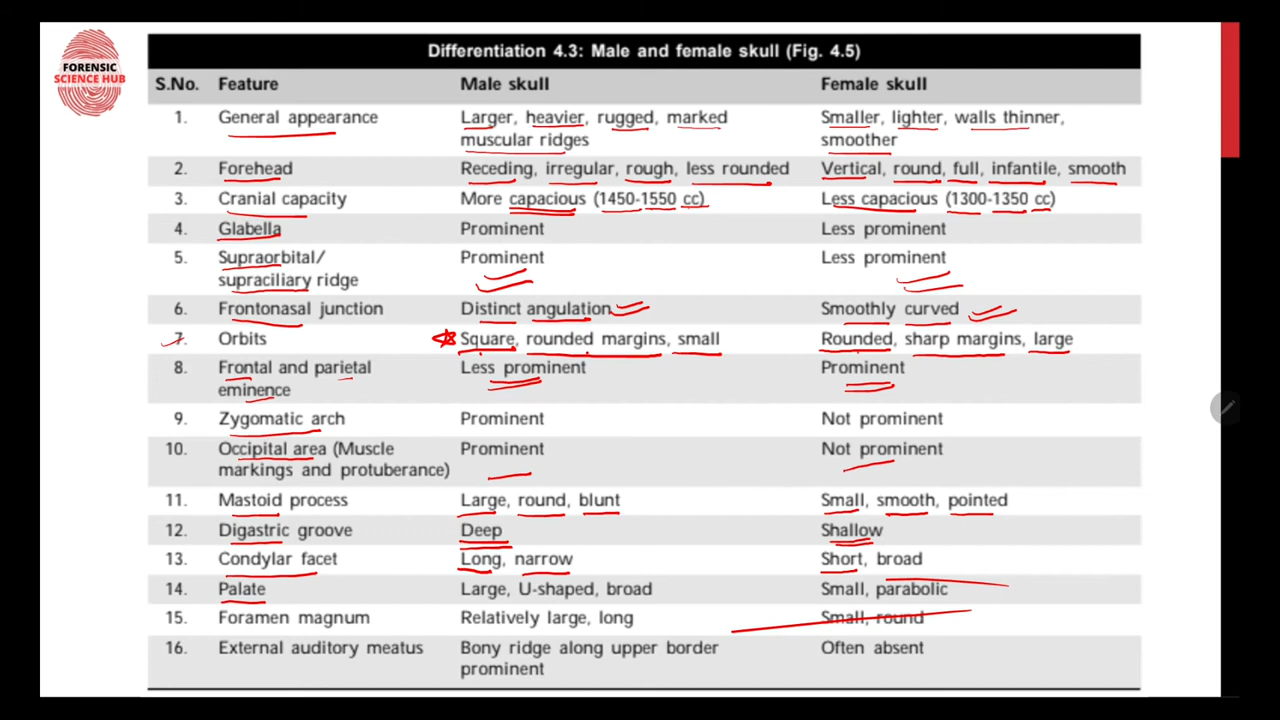 FORENSIC
SCIENCE HUB
Differentiation 4.3: Male and female skull (Fig. 4.5)
S.No. Feature Male skull Female skull
1. General appearance Larger, heavier, rugged, marked Smaller, lighter, walls thinner,
muscular ridges smoother
2. Forehead Receding, irregular, rough, less rounded Vertical, round, full, infantile, smooth
3. Cranial capacity More capacious (1450-1550 cc) Less capacious (1300-1350 cc)
4. Glabella Prominent Less prominent
5. Supraorbital/ Prominent Less prominent
supraciliary ridge
6. Frontonasal junction Distinct angulation Smoothly curved
7. Orbits Square, rounded margins, small Rounded, sharp margins, large
8. Frontal and parietal Less prominent Prominent
eminence
9. Zygomatic arch Prominent Not prominent
10. Occipital area (Muscle Prominent Not prominent
markings and protuberance)
11. Mastoid process Large, round, blunt Small, smooth, pointed
12. Digastric groove Deep Shallow
13. Condylar facet Long, narrow Short, broad
14. Palate Large, U-shaped, broad Small, parabolic
15. Foramen magnum Relatively large, long Small, round
16. External auditory meatus Bony ridge along upper border Often absent
prominent